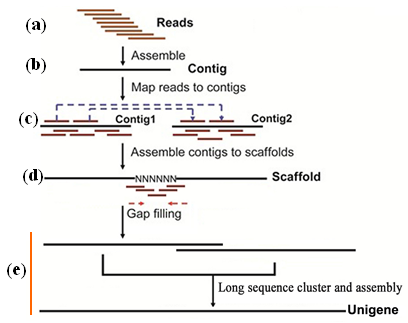 (a) Reads
Assemble
(b) Contig
Map reads to contigs
(c) Contig1 Contig2
Assemble contigs to scaffolds
(d) NNNNNN Scaffold
Gap filling
(e)
Long sequence cluster and assembly
Unigene